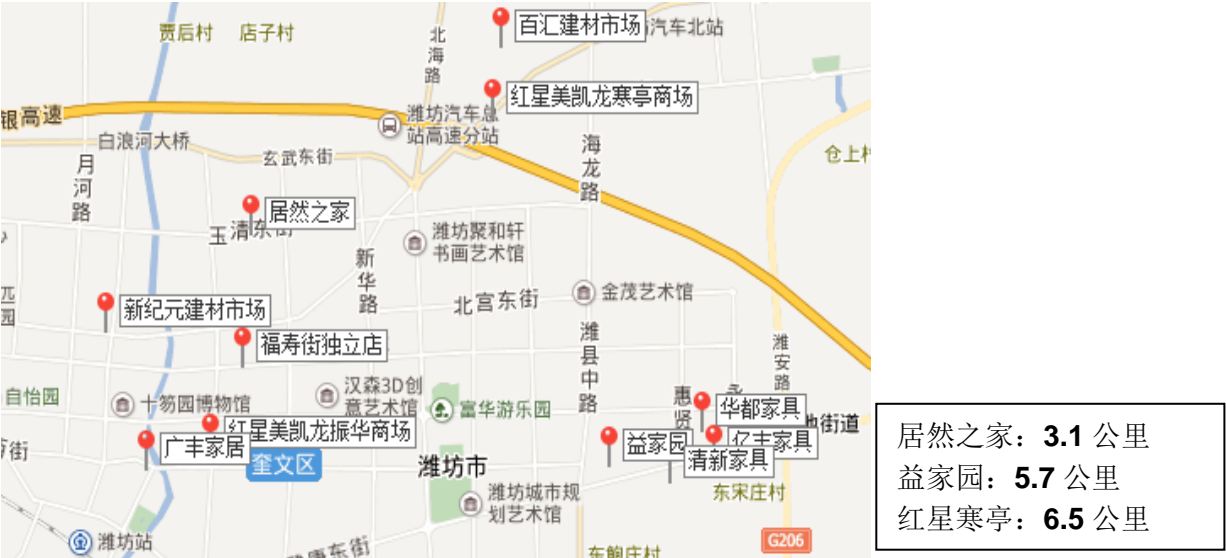 贾后村
店子村
北海路
百汇建材市场
汽车北站
红星美凯龙寒亭商场
银高速
潍坊汽车总
站高速分站
白浪河大桥
玄武东街
月河路
海龙路
仓上村
居然之家
玉清东街
潍坊聚和轩
书画艺术馆
新华路
新纪元建材市场
北宫东街
金茂艺术馆
福寿街独立店
潍县中路
潍安路
自怡园
十笏园博物馆
汉森3D创
意艺术馆
富华游乐园
惠贤
华都家具
街道
红星美凯龙振华商场
广丰家居
益家园
亿丰家具
清新家具
奎文区
潍坊市
东宋庄村
潍坊城市规
划艺术馆
潍坊站
健康东街
东鲍庄村
G206
居然之家：3.1 公里
益家园：5.7 公里
红星寒亭：6.5 公里